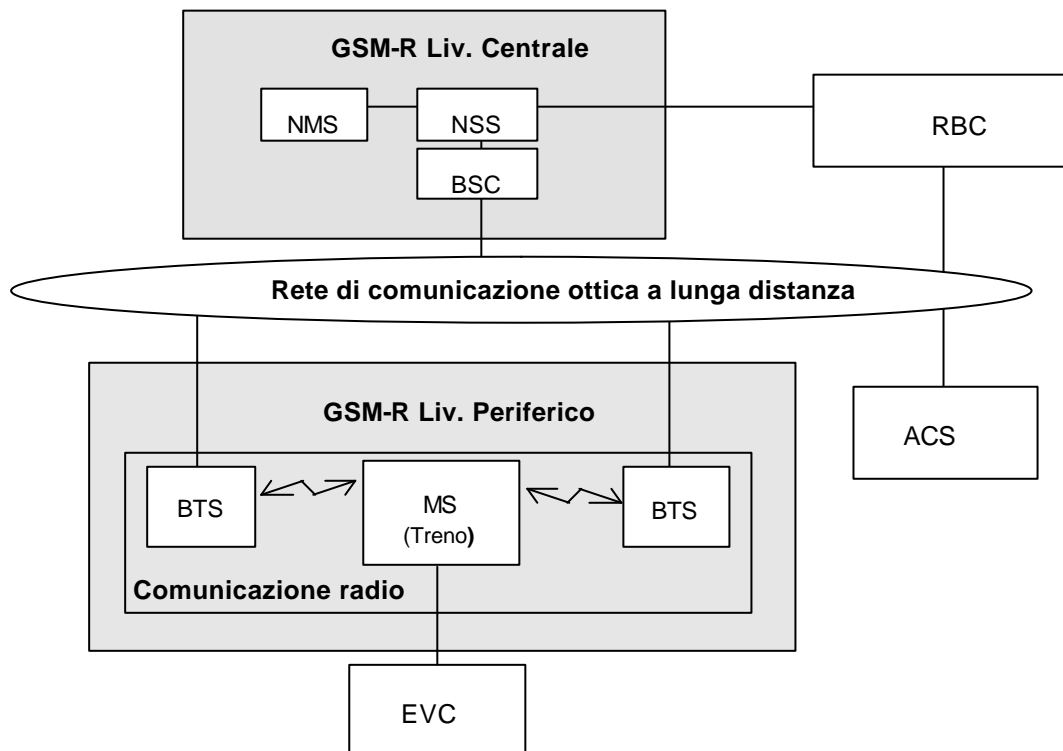 GSM-R Liv. Centrale
NMS
NSS
RBC
BSC
Rete di comunicazione ottica a lunga distanza
GSM-R Liv. Periferico
ACS
BTS
MS
(Treno)
BTS
Comunicazione radio
EVC